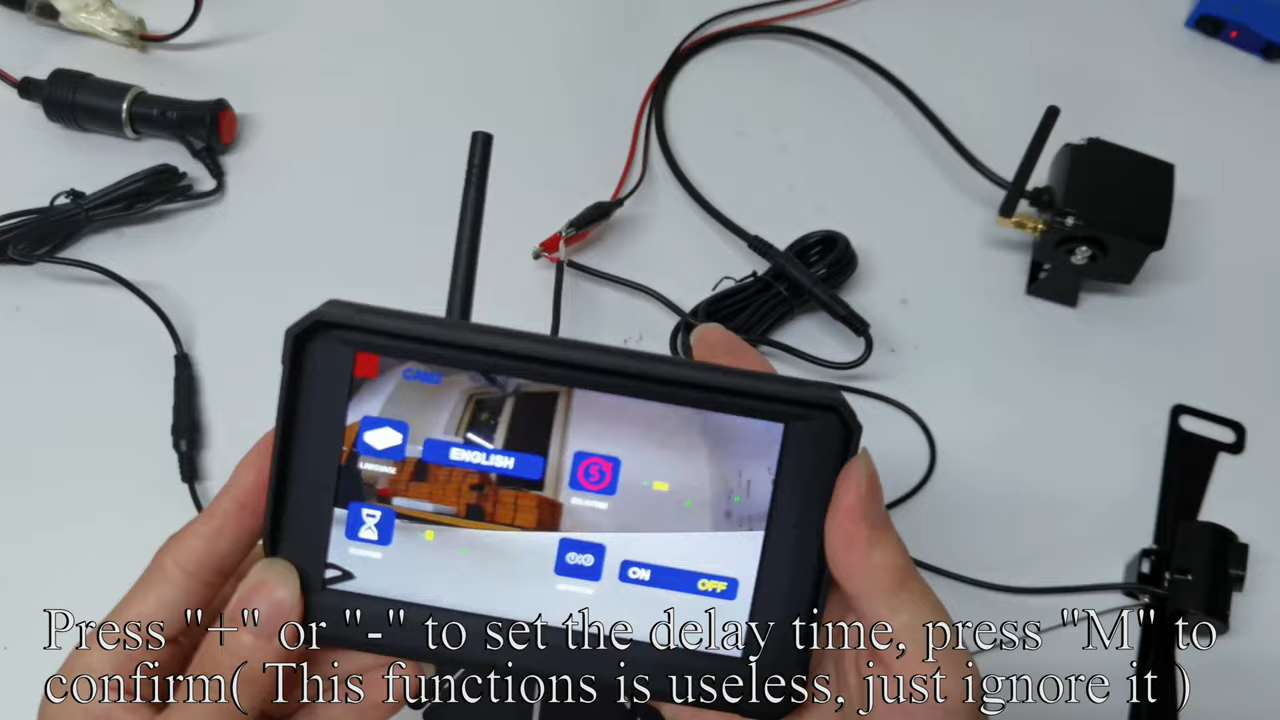 ENGLISH
ON OFF
Press "+" or "-" to set the delay time, press "M" to
confirm( This functions is useless, just ignore it )